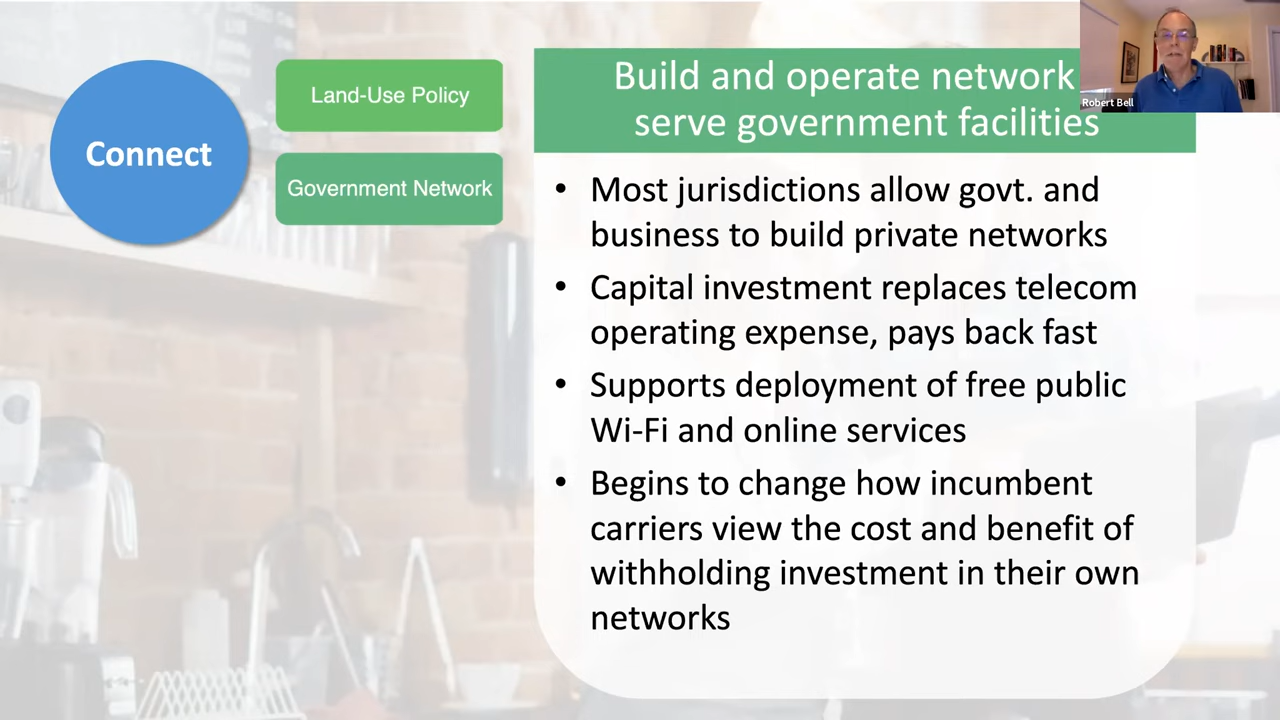 Connect
Land-Use Policy
Government Network
Build and operate network
serve government facilities
Robert Bell
• Most jurisdictions allow govt. and
business to build private networks
• Capital investment replaces telecom
operating expense, pays back fast
• Supports deployment of free public
Wi-Fi and online services
• Begins to change how incumbent
carriers view the cost and benefit of
withholding investment in their own
networks